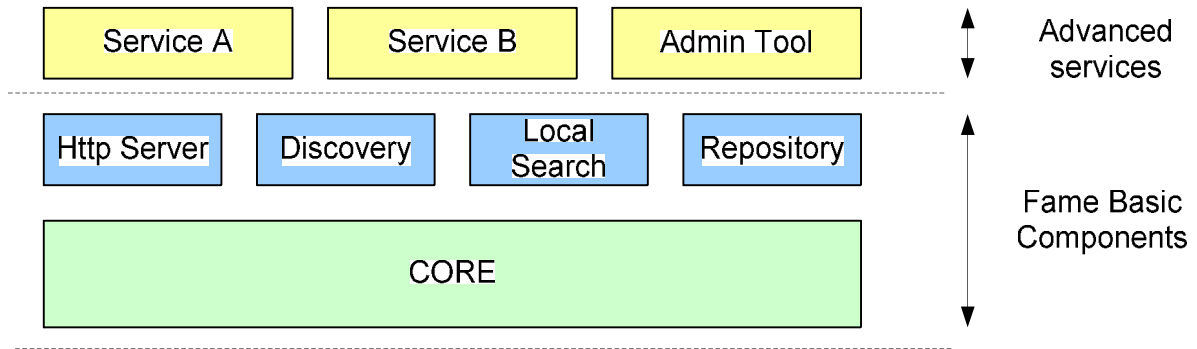 Service A
Service B
Admin Tool
Advanced
services
Http Server
Discovery
Local
Search
Repository
Fame Basic
Components
CORE